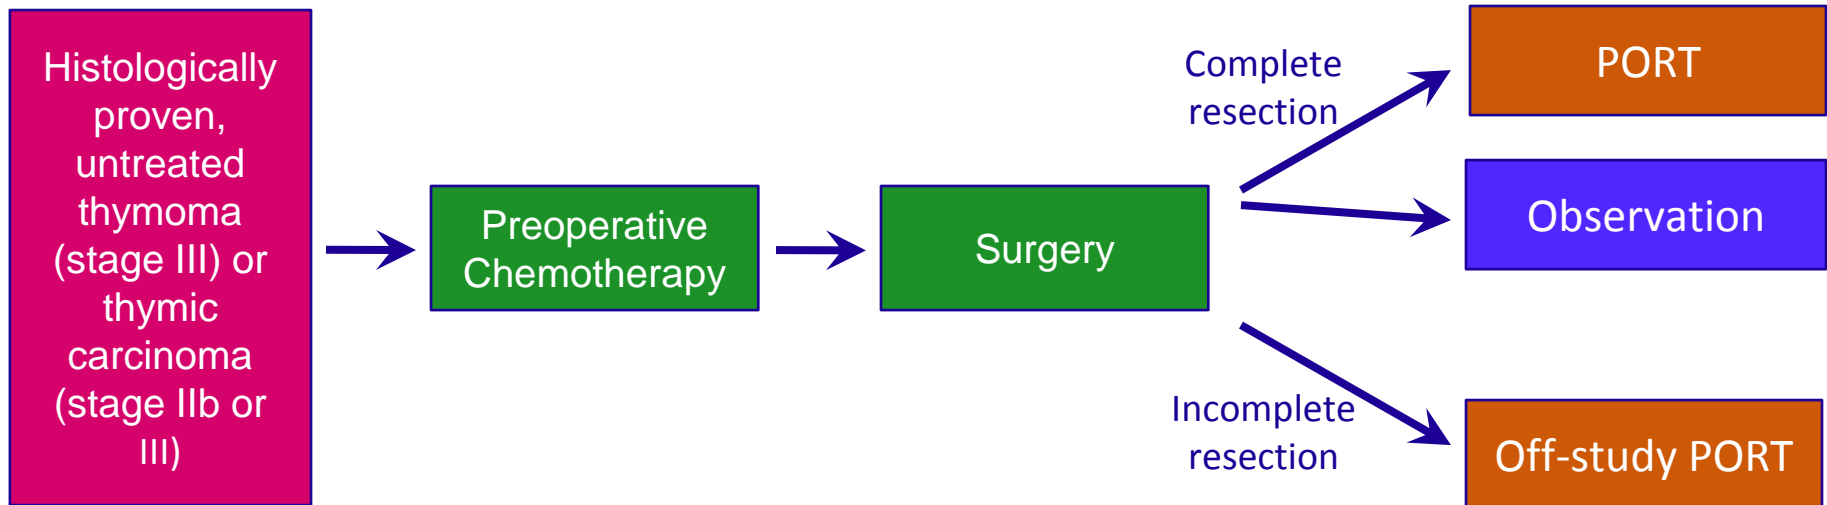 Histologically
proven,
untreated
thymoma
(stage III) or
thymic
carcinoma
(stage IIb or
III)
Preoperative
Chemotherapy
Surgery
Complete
resection
PORT
Observation
Incomplete
resection
Off-study PORT